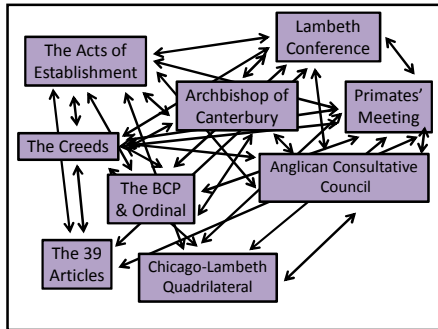 The Acts of
Establishment
Lambeth
Conference
Archbishop of
Canterbury
Primates'
Meeting
The Creeds
The BCP
& Ordinal
Anglican Consultative
Council
The 39
Articles
Chicago-Lambeth
Quadrilateral